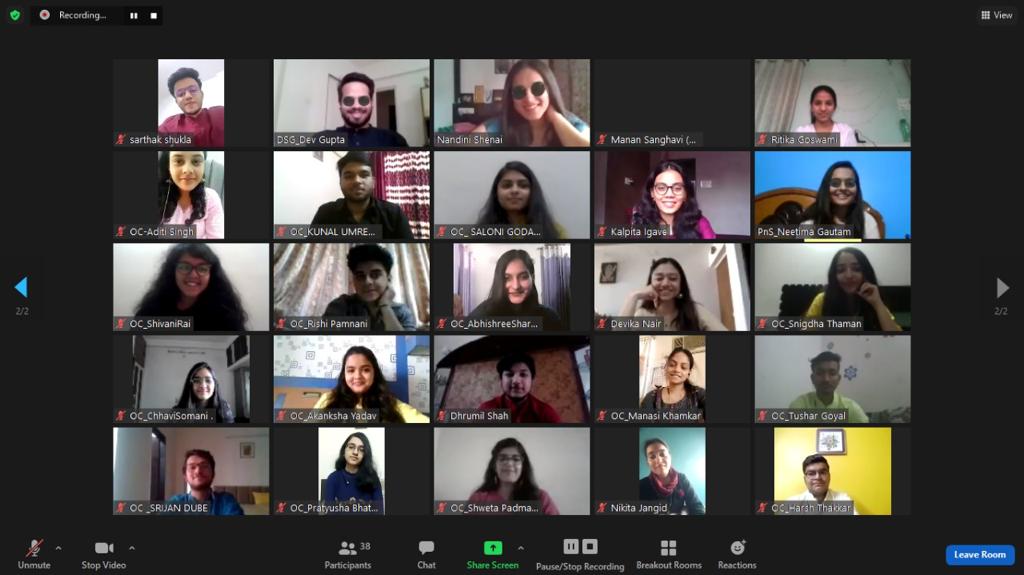 Recording...
View
sarthak shukla
DSG_Dev Gupta
Nandini Shenai
Manan Sanghavi (...
Ritika Goswami
OC-Aditi Singh
OC_KUNAL UMRE...
OC_ SALONI GODA...
Kalpita Igave
PnS_Neetima Gautam
OC_ShivaniRai
OC_Rishi Pamnani
OC_AbhishreeShar...
Devika Nair
OC_Snigdha Thaman
2/2
2/2
OC_ChhaviSomani .
OC_Akanksha Yadav
Dhrumil Shah
OC_Manasi Khamkar
OC_Tushar Goyal
OC _SRIJAN DUBE
OC_Pratyusha Bhat...
OC_Shweta Padma...
Nikita Jangid
OC_Harsh Thakkar
38
Unmute
Stop Video
Participants
Chat
Share Screen
Pause/Stop Recording
Breakout Rooms
Reactions
Leave Room